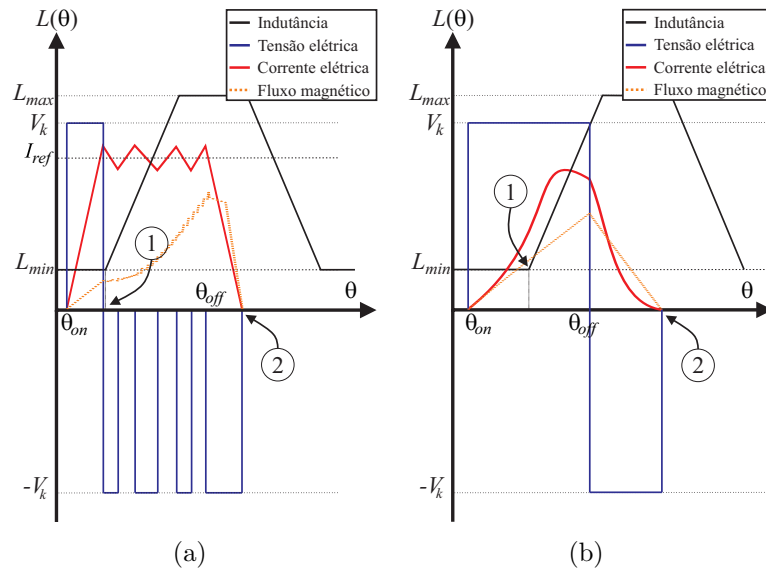 L(θ)
Indutância
Tensão elétrica
Corrente elétrica
Fluxo magnético
L_max
V_k
I_ref
1
L_min
θ_on
θ_off
θ
2
-V_k
(a)
L(θ)
Indutância
Tensão elétrica
Corrente elétrica
Fluxo magnético
L_max
V_k
1
L_min
θ_on
θ_off
θ
2
-V_k
(b)